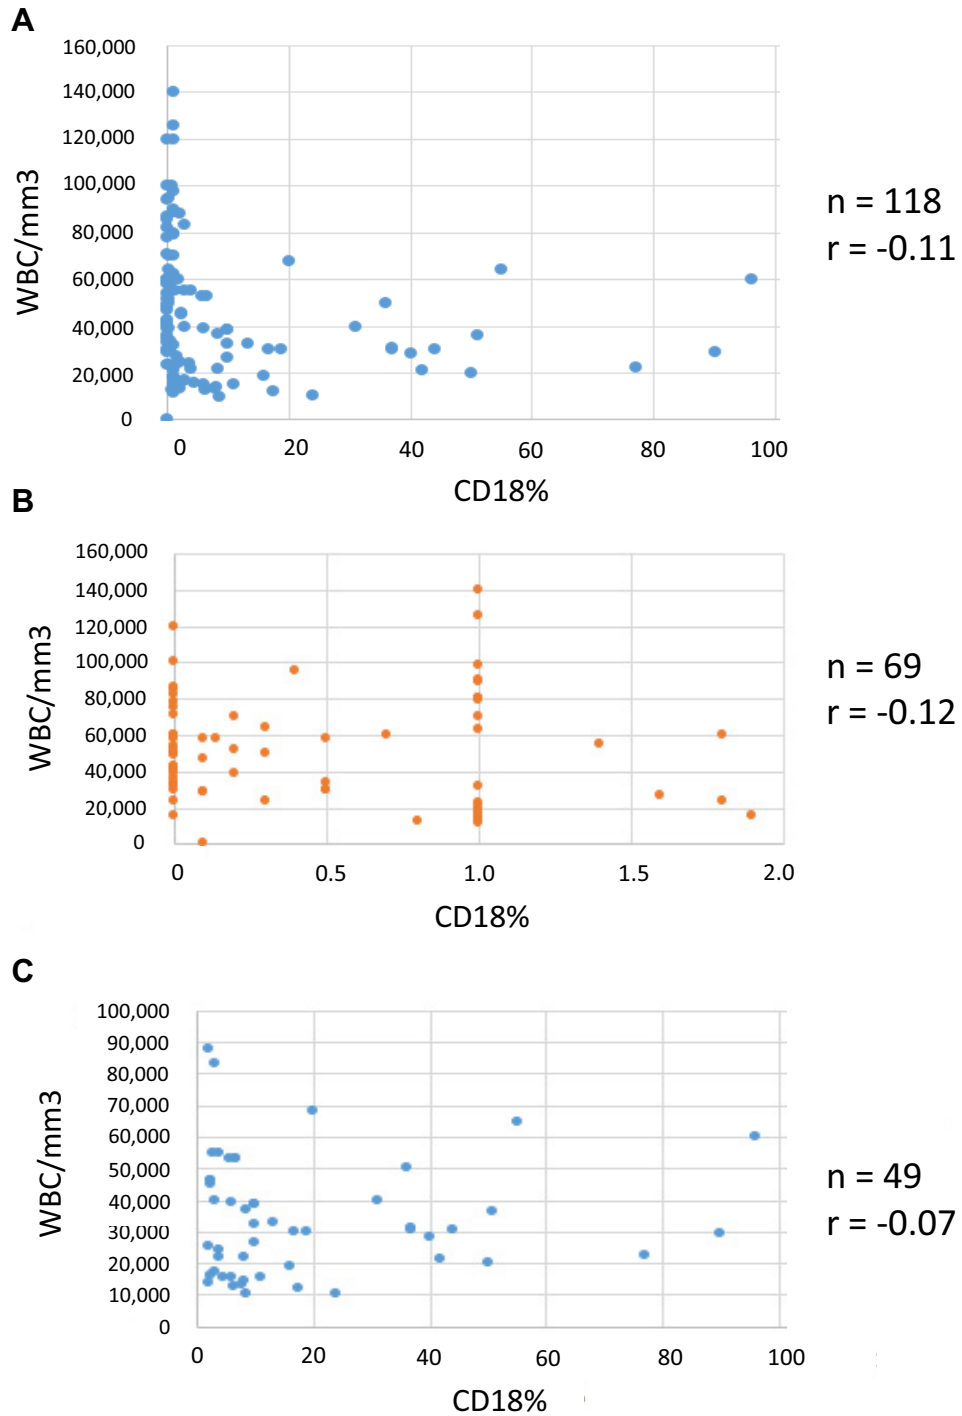 A
160,000
140,000
120,000
100,000
80,000
60,000
40,000
20,000
0
WBC/mm3
0 20 40 60 80 100
CD18%
n = 118
r = -0.11
B
160,000
140,000
120,000
100,000
80,000
60,000
40,000
20,000
0
WBC/mm3
0 0.5 1.0 1.5 2.0
CD18%
n = 69
r = -0.12
C
100,000
90,000
80,000
70,000
60,000
50,000
40,000
30,000
20,000
10,000
0
WBC/mm3
0 20 40 60 80 100
CD18%
n = 49
r = -0.07